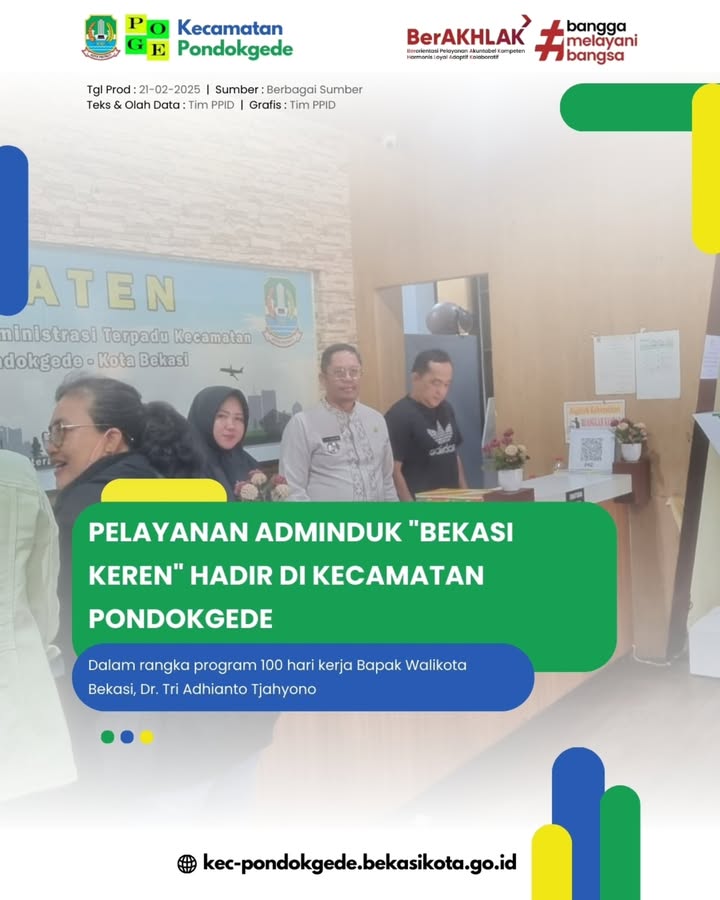 PO
GE
Kecamatan
Pondokgede
BerAKHLAK
Berorientasi Pelayanan Akuntabel Kompeten
Harmonis Loyal Adaptif Kolaboratif
#bangga
melayani
bangsa
Tgl Prod : 21-02-2025 | Sumber : Berbagai Sumber
Teks & Olah Data : Tim PPID | Grafis : Tim PPID
ATEN
ministrasi Terpadu Kecamatan
ndokgede - Kota Bekasi
PELAYANAN ADMINDUK "BEKASI
KEREN" HADIR DI KECAMATAN
PONDOKGEDE
Dalam rangka program 100 hari kerja Bapak Walikota
Bekasi, Dr. Tri Adhianto Tjahyono
kec-pondokgede.bekasikota.go.id